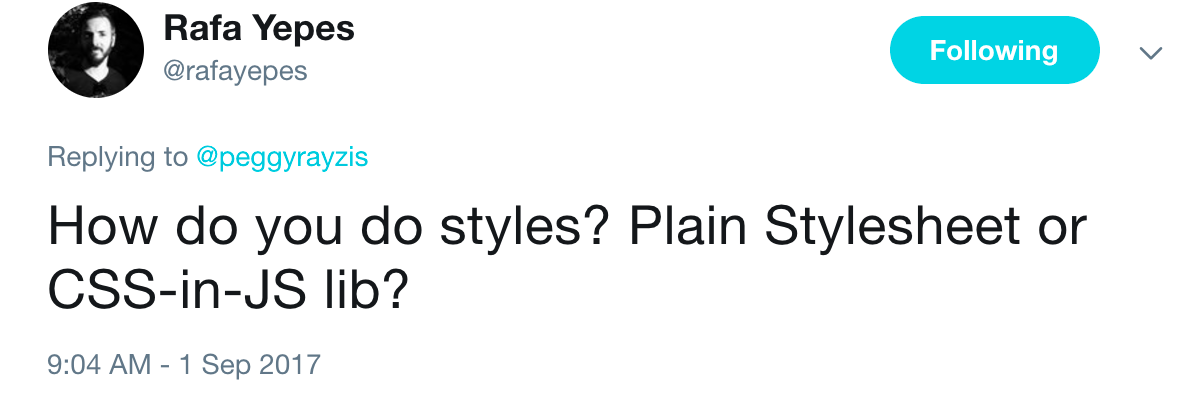 Rafa Yepes
@rafayepes
Following
Replying to @peggyrayzis
How do you do styles? Plain Stylesheet or
CSS-in-JS lib?
9:04 AM - 1 Sep 2017